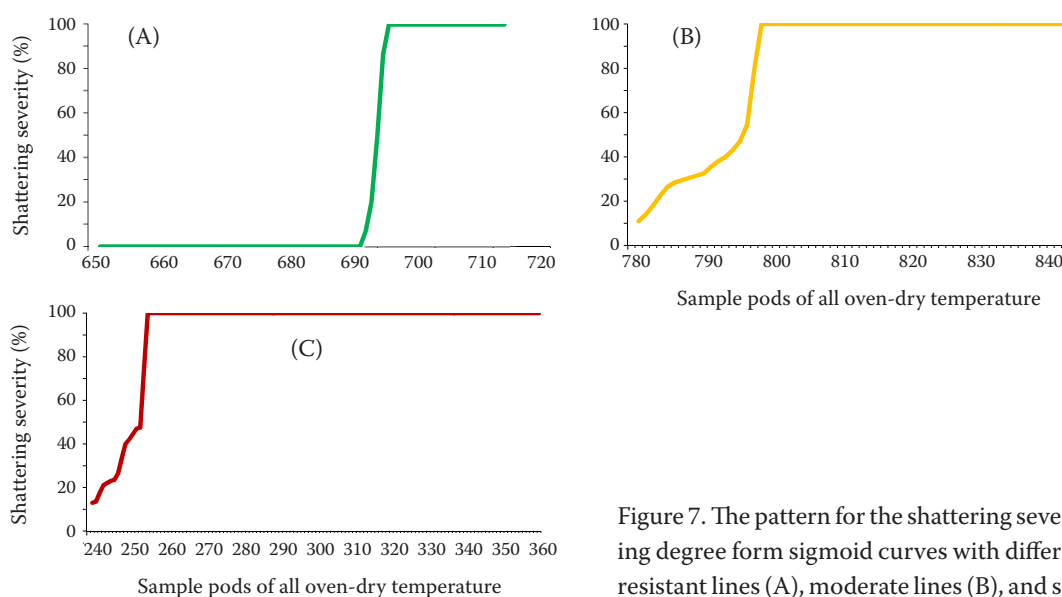 (A)
Shattering severity (%)
100
80
60
40
20
0
650 660 670 680 690 700 710 720
(B)
100
80
60
40
20
0
780 790 800 810 820 830 840
Sample pods of all oven-dry temperature
(C)
Shattering severity (%)
100
80
60
40
20
0
240 250 260 270 280 290 300 310 320 330 340 350 360
Sample pods of all oven-dry temperature
Figure 7. The pattern for the shattering seve
ing degree form sigmoid curves with differ
resistant lines (A), moderate lines (B), and s